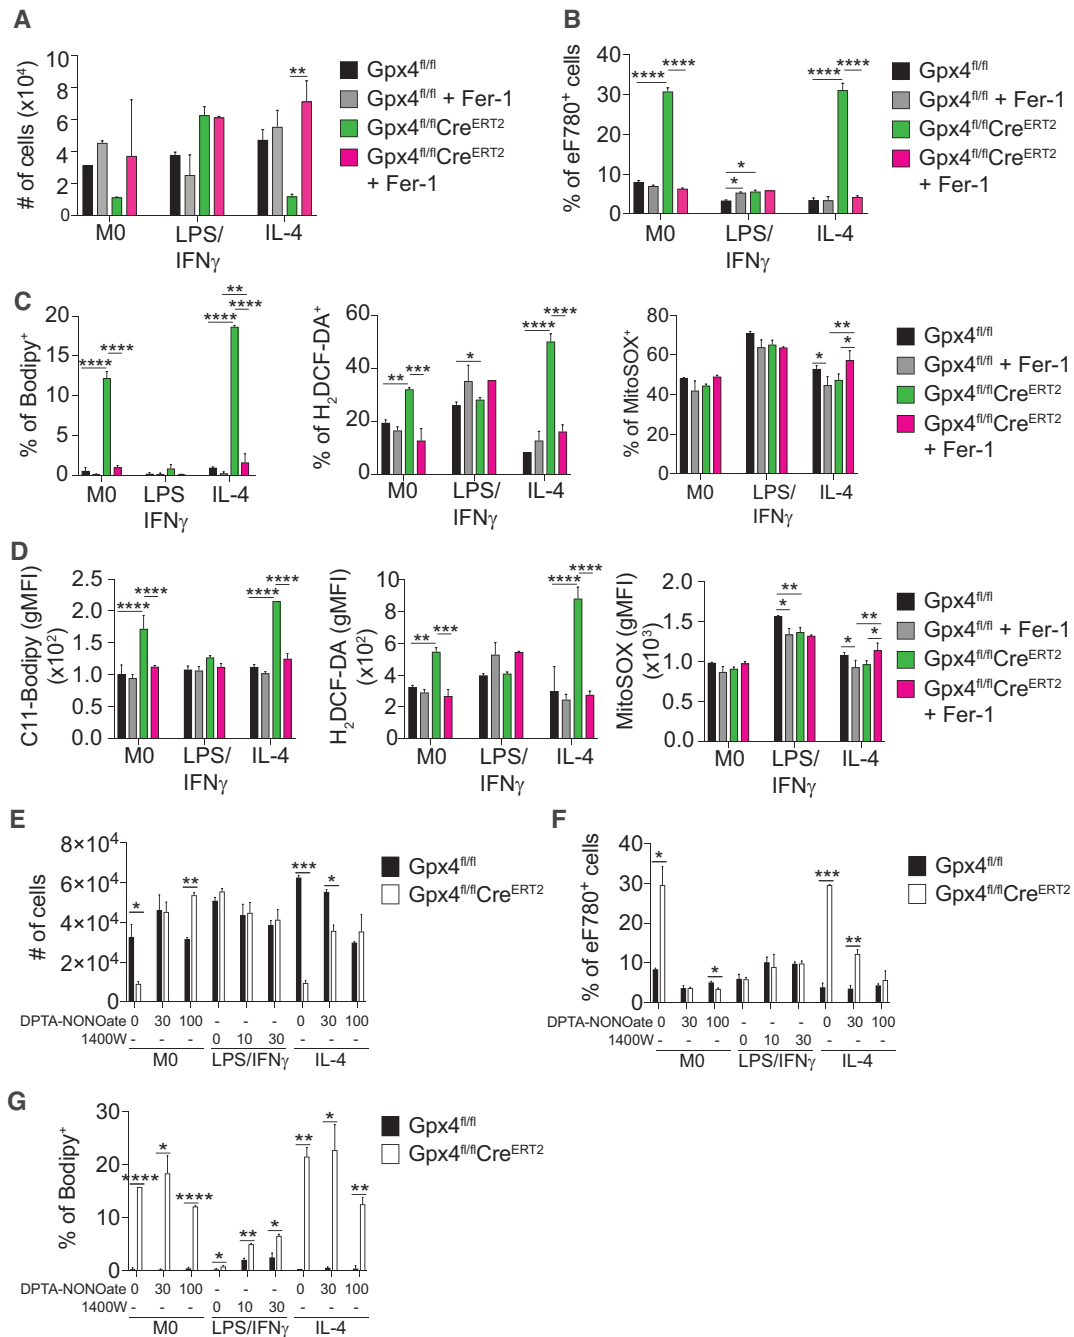 A
# of cells (x10⁴)
10
8
6
4
2
0
**
M0
LPS/
IFNγ
IL-4
Gpx4fl/fl
Gpx4fl/fl + Fer-1
Gpx4fl/flCreERT2
Gpx4fl/flCreERT2
+ Fer-1
B
% of eF780⁺ cells
40
30
20
10
0
**** ****
*
*
**** ****
M0
LPS/
IFNγ
IL-4
Gpx4fl/fl
Gpx4fl/fl + Fer-1
Gpx4fl/flCreERT2
Gpx4fl/flCreERT2
+ Fer-1
C
% of Bodipy⁺
20
15
10
5
0
****
****
**
****
****
M0
LPS
IFNγ
IL-4
% of H₂DCF-DA⁺
60
40
20
0
** ***
*
****
****
M0
LPS/
IFNγ
IL-4
% of MitoSOX⁺
80
60
40
20
0
**
* *
M0
LPS/
IFNγ
IL-4
Gpx4fl/fl
Gpx4fl/fl + Fer-1
Gpx4fl/flCreERT2
Gpx4fl/flCreERT2
+ Fer-1
D
C11-Bodipy (gMFI)
(x10²)
2.5
2.0
1.5
1.0
0.5
0.0
****
****
****
****
M0
LPS/
IFNγ
IL-4
H₂DCF-DA (gMFI)
(x10²)
10
8
6
4
2
0
** ***
****
****
M0
LPS/
IFNγ
IL-4
MitoSOX (gMFI)
(x10³)
2.0
1.5
1.0
0.5
0.0
**
*
**
* *
M0
LPS/
IFNγ
IL-4
Gpx4fl/fl
Gpx4fl/fl + Fer-1
Gpx4fl/flCreERT2
Gpx4fl/flCreERT2
+ Fer-1
E
# of cells
8×10⁴
6×10⁴
4×10⁴
2×10⁴
0
* ** *** *
DPTA-NONOate 0 30 100 - - - 0 30 100
1400W - - - 0 10 30 - - -
M0 LPS/IFNγ IL-4
Gpx4fl/fl
Gpx4fl/flCreERT2
F
% of eF780⁺ cells
40
30
20
10
0
* * *** **
DPTA-NONOate 0 30 100 - - - 0 30 100
1400W - - - 0 10 30 - - -
M0 LPS/IFNγ IL-4
Gpx4fl/fl
Gpx4fl/flCreERT2
G
% of Bodipy⁺
30
20
10
0
**** * **** * ** * ** * **
DPTA-NONOate 0 30 100 - - - 0 30 100
1400W - - - 0 10 30 - - -
M0 LPS/IFNγ IL-4
Gpx4fl/fl
Gpx4fl/flCreERT2